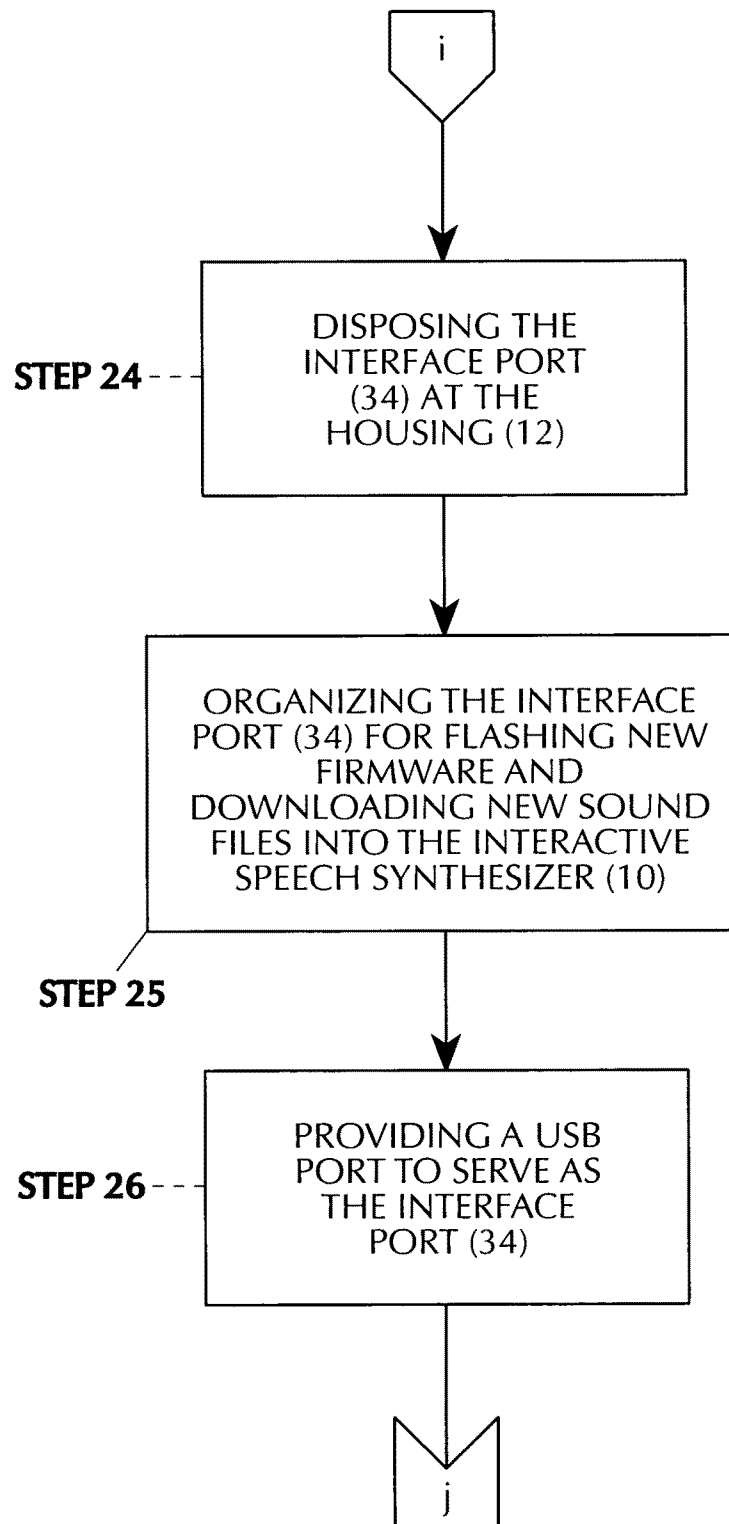 i
STEP 24
DISPOSING THE
INTERFACE PORT
(34) AT THE
HOUSING (12)
ORGANIZING THE INTERFACE
PORT (34) FOR FLASHING NEW
FIRMWARE AND
DOWNLOADING NEW SOUND
FILES INTO THE INTERACTIVE
SPEECH SYNTHESIZER (10)
STEP 25
STEP 26
PROVIDING A USB
PORT TO SERVE AS
THE INTERFACE
PORT (34)
j